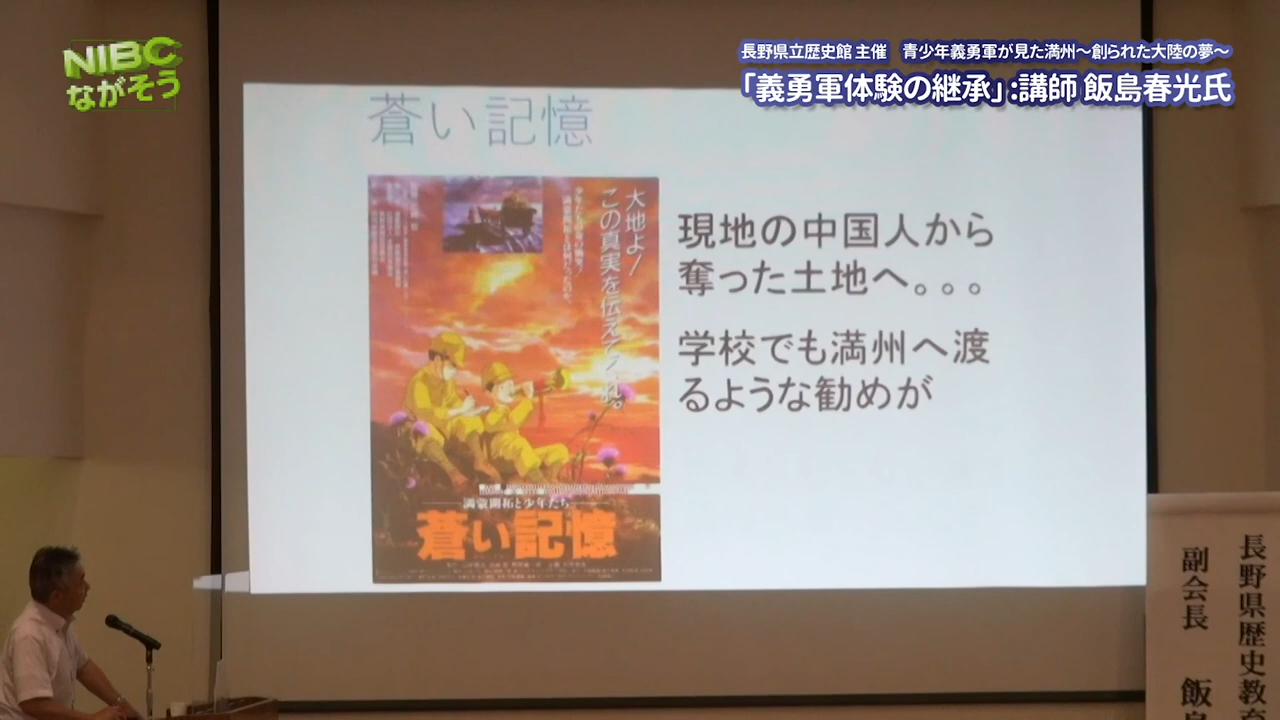 NIBC
ながそう
長野県立歴史館 主催　青少年義勇軍が見た満州～創られた大陸の夢～
「義勇軍体験の継承」:講師 飯島春光氏
蒼い記憶
大地よ!
この真実を伝えてくれ。
満蒙開拓と少年たち
蒼い記憶
現地の中国人から
奪った土地へ。。。
学校でも満州へ渡
るような勧めが
長野県歴史教育
副会長　飯島